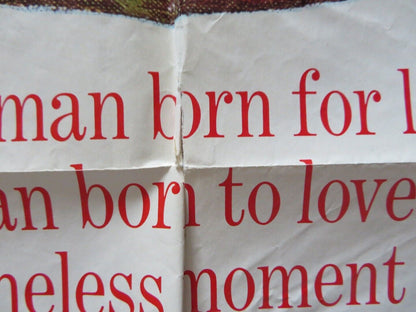 man born for l
an born to love
neless moment